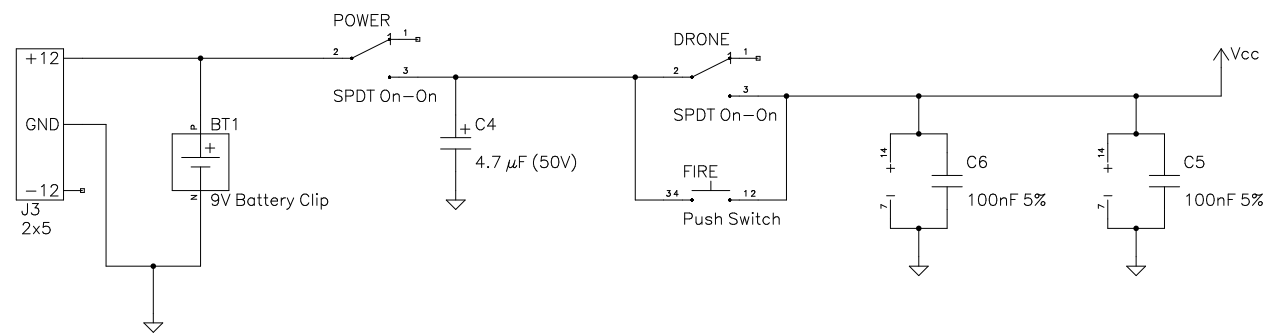 POWER
1
2
3
SPDT On-On
+12
GND
-12
J3
2x5
P
BT1
+
N
9V Battery Clip
+
C4
4.7 µF (50V)
DRONE
1
2
3
SPDT On-On
FIRE
34
12
Push Switch
Vcc
14
+
-
7
C6
100nF 5%
14
+
-
7
C5
100nF 5%